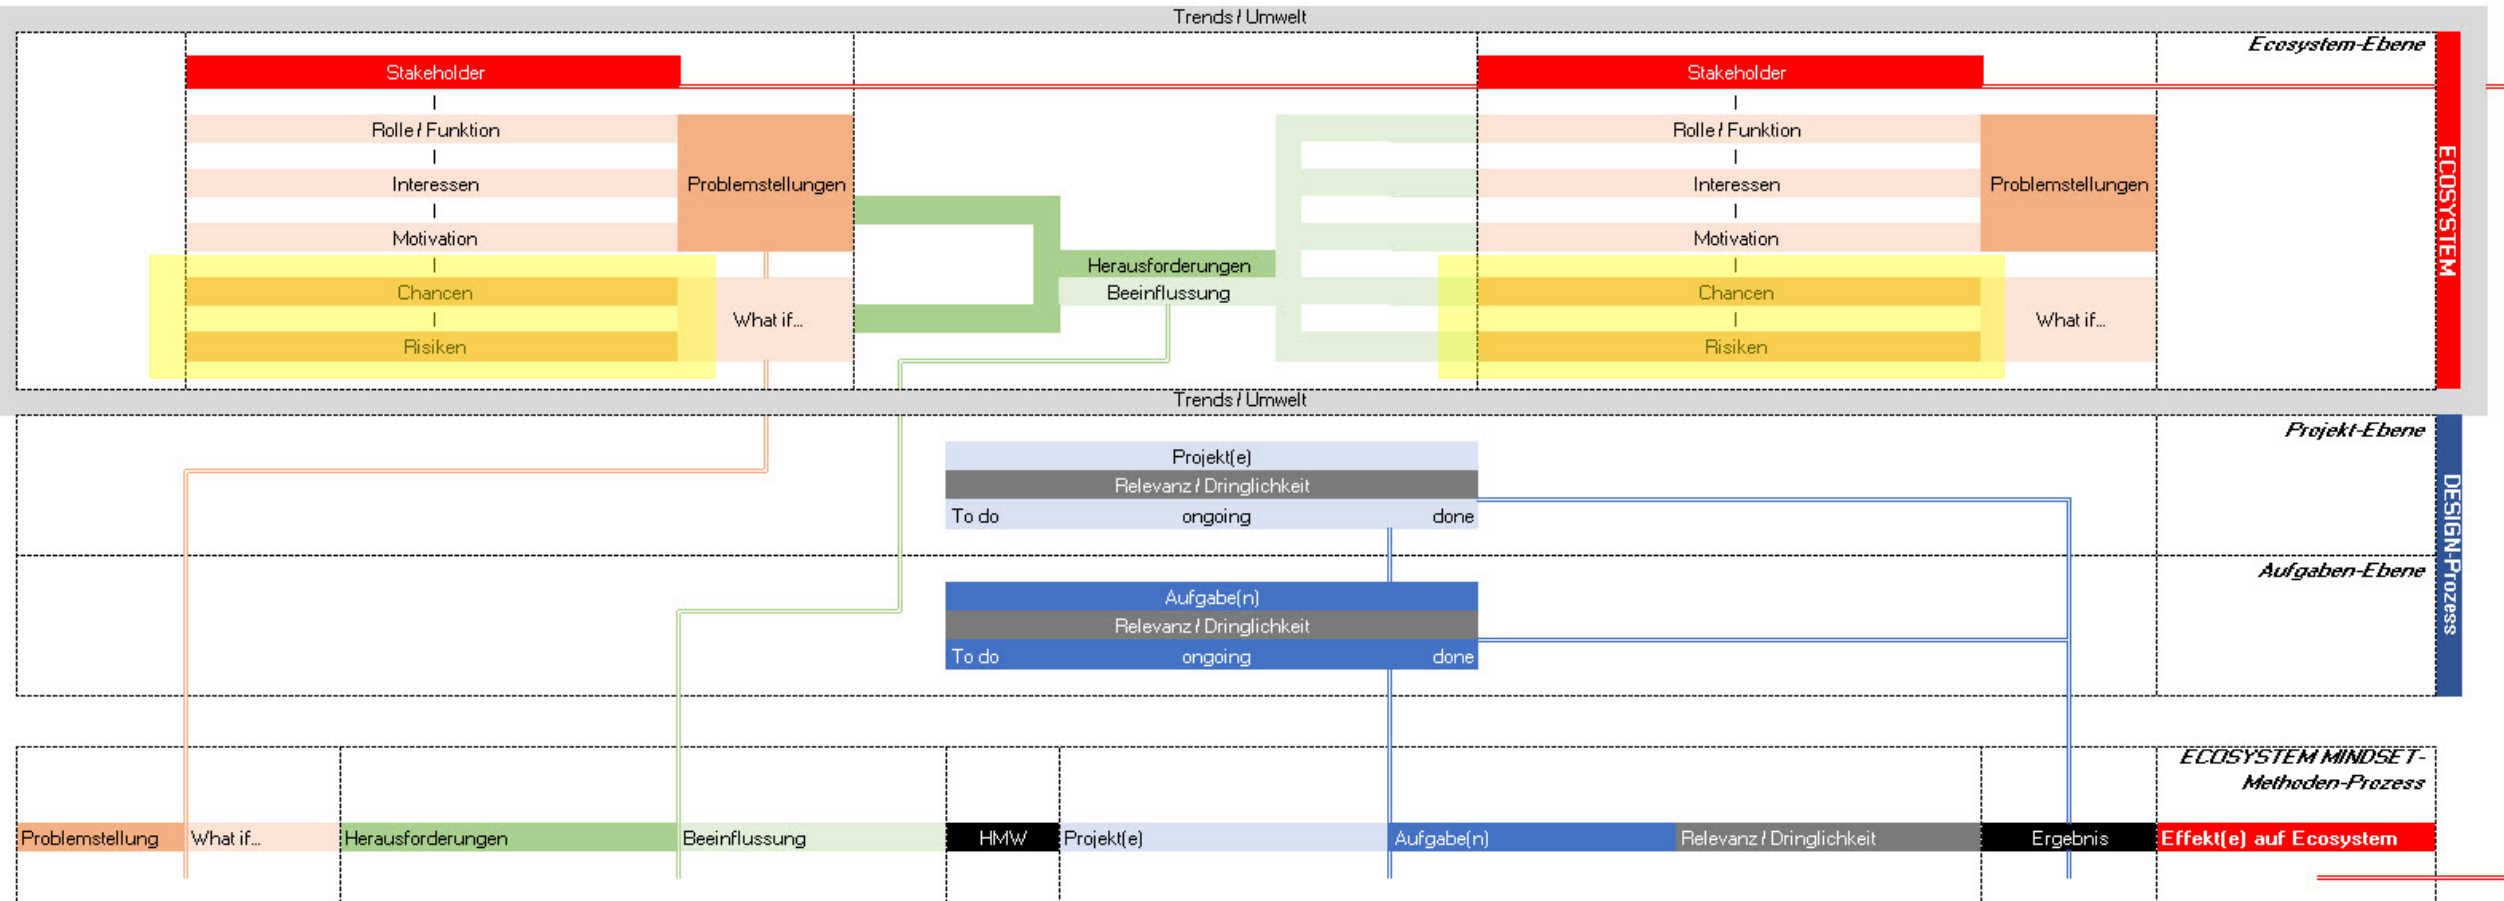 Trends / Umwelt
Ecosystem-Ebene
Stakeholder
Stakeholder
Rolle / Funktion
Rolle / Funktion
Interessen
Problemstellungen
Interessen
Problemstellungen
Motivation
Motivation
Herausforderungen
Chancen
Beeinflussung
Chancen
What if...
What if...
Risiken
Risiken
ECOSYSTEM
Trends / Umwelt
Projekt-Ebene
Projekt(e)
Relevanz / Dringlichkeit
To do ongoing done
Aufgaben-Ebene
Aufgabe(n)
Relevanz / Dringlichkeit
To do ongoing done
DESIGN-Prozess
ECOSYSTEM MINDSET-
Methoden-Prozess
Problemstellung What if... Herausforderungen Beeinflussung HMW Projekt(e) Aufgabe(n) Relevanz / Dringlichkeit Ergebnis Effekt(e) auf Ecosystem